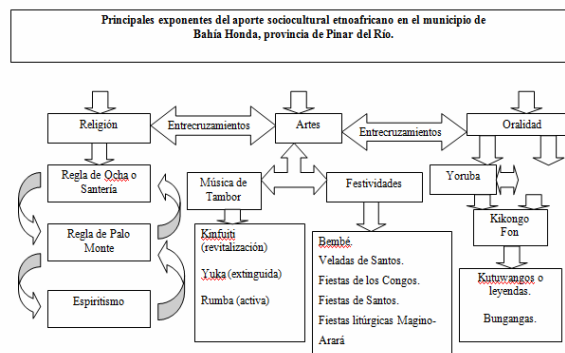 Principales exponentes del aporte sociocultural etnoafricano en el municipio de
Bahía Honda, provincia de Pinar del Río.
Religión
Entrecruzamientos
Artes
Entrecruzamientos
Oralidad
Regla de Ocha o
Santería
Regla de Palo
Monte
Espiritismo
Música de
Tambor
Festividades
Kinfuiti
(revitalización)
Yuka (extinguida)
Rumba (activa)
Bembé.
Veladas de Santos.
Fiestas de los Congos.
Fiestas de Santos.
Fiestas litúrgicas Magino-
Arará
Yoruba
Kikongo
Fon
Kutuwangos o
leyendas.
Bungangas.